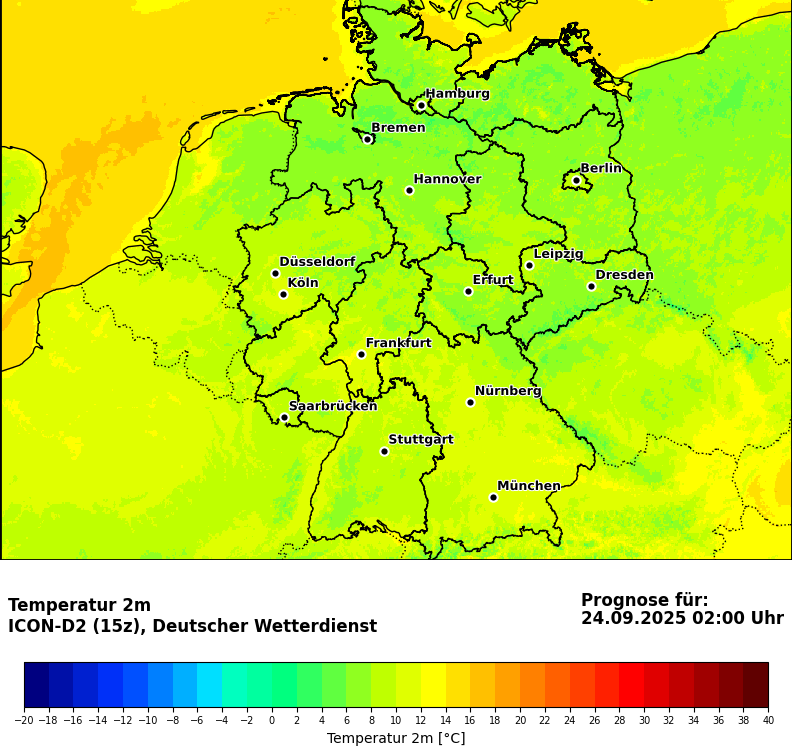 Hamburg
Bremen
Berlin
Hannover
Leipzig
Düsseldorf
Dresden
Erfurt
Köln
Frankfurt
Nürnberg
Saarbrücken
Stuttgart
München
Temperatur 2m
ICON-D2 (15z), Deutscher Wetterdienst
Prognose für:
24.09.2025 02:00 Uhr
−20 −18 −16 −14 −12 −10 −8 −6 −4 −2 0 2 4 6 8 10 12 14 16 18 20 22 24 26 28 30 32 34 36 38 40
Temperatur 2m [°C]